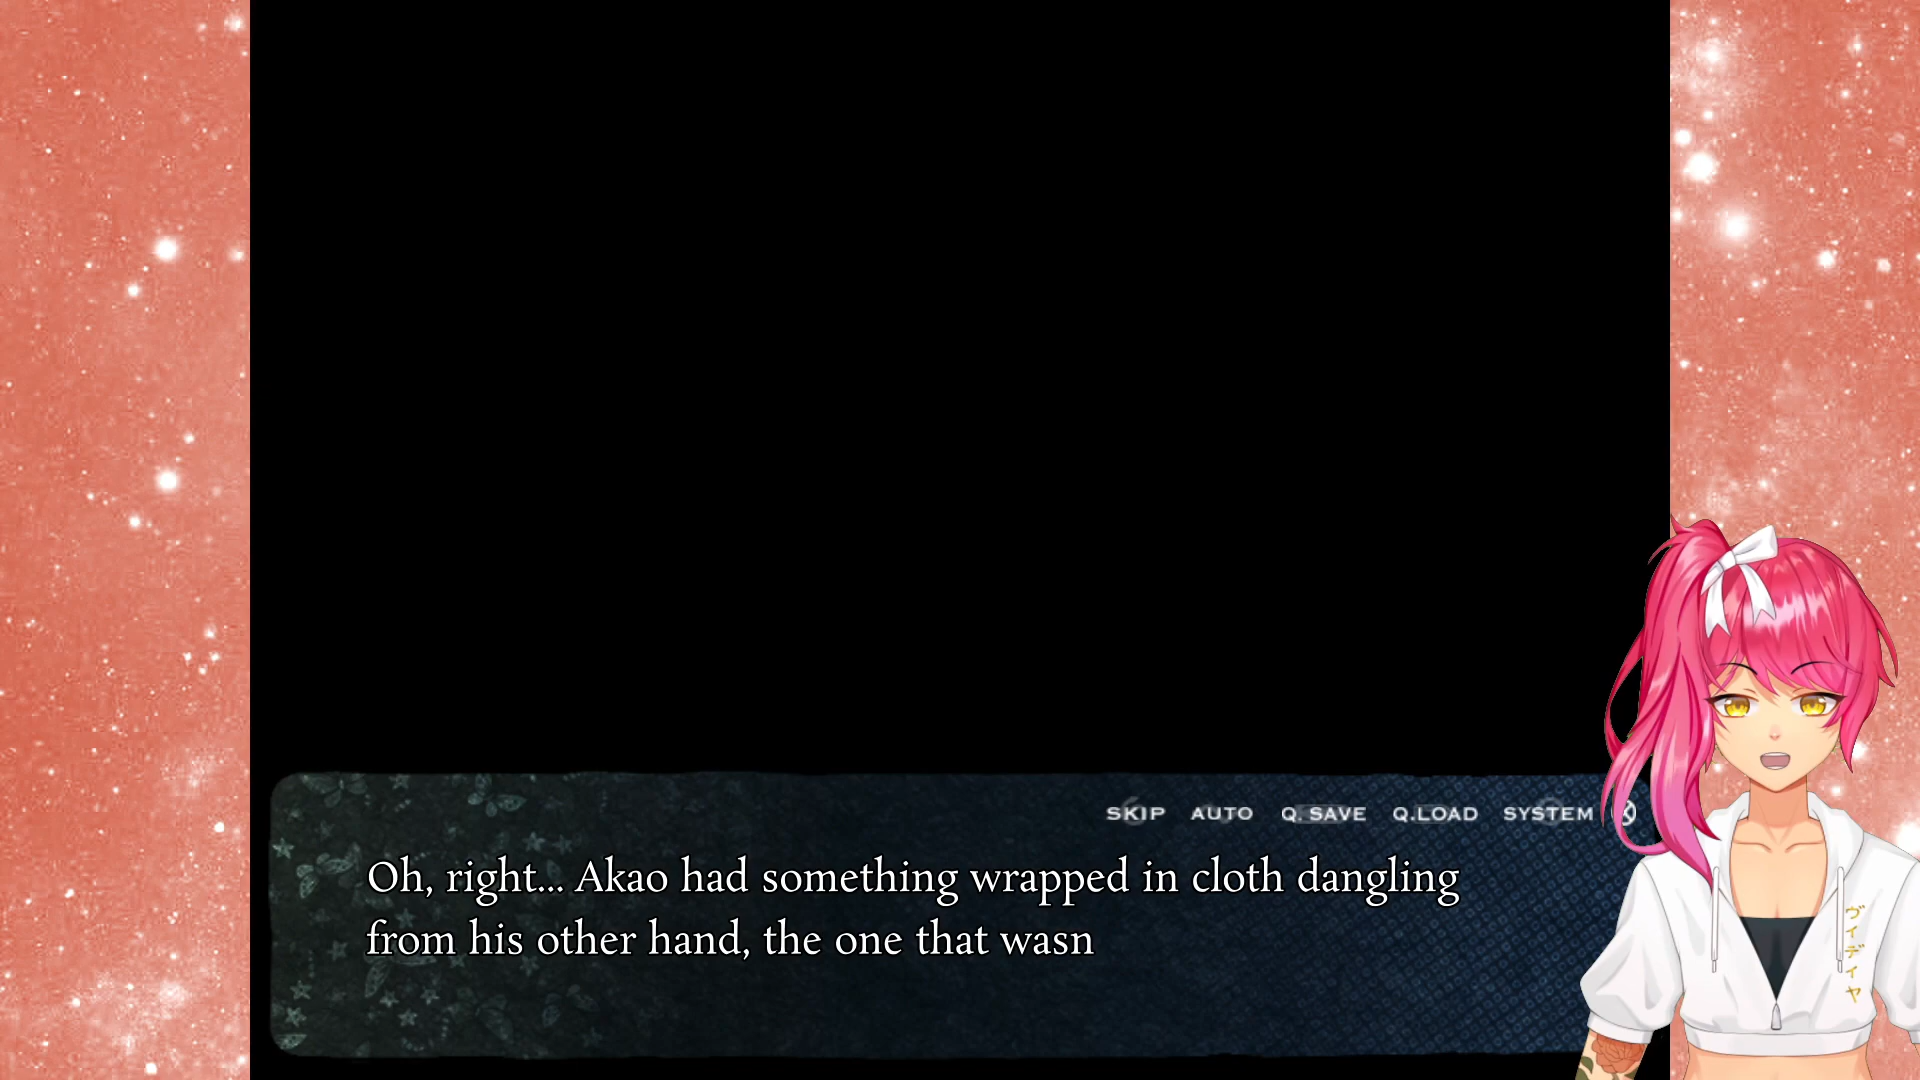 SKIP AUTO Q. SAVE Q.LOAD SYSTEM
Oh, right... Akao had something wrapped in cloth dangling
from his other hand, the one that wasn
ヴィディヤ